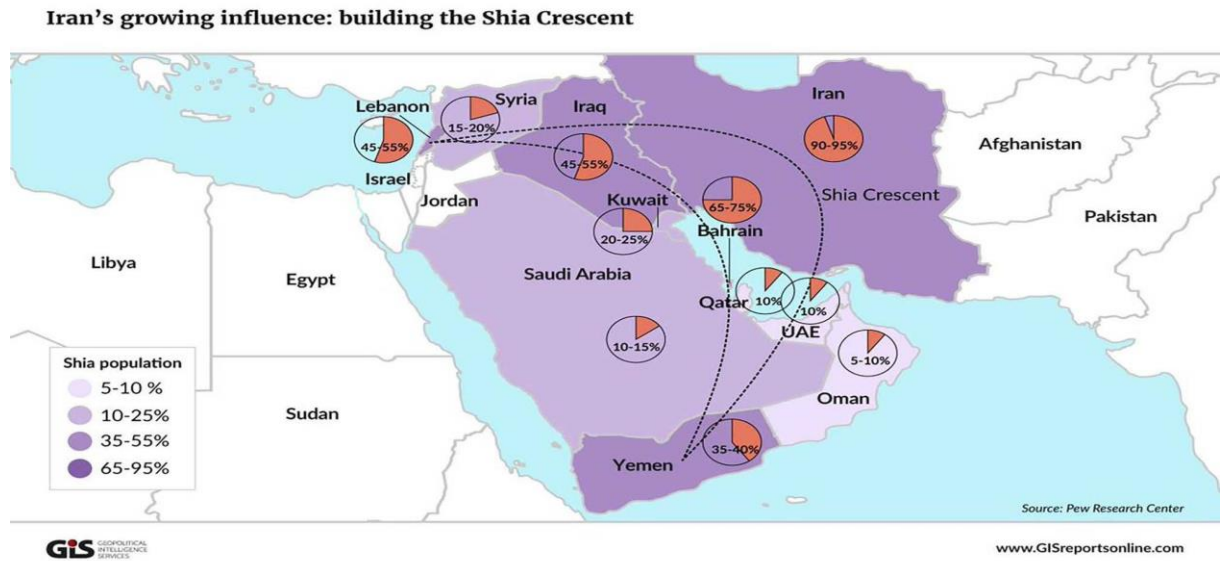 Iran's growing influence: building the Shia Crescent
Lebanon
Syria
15-20%
Iraq
Iran
45-55%
45-55%
90-95%
Afghanistan
Israel
Jordan
Kuwait
65-75%
Shia Crescent
Pakistan
20-25%
Bahrain
Libya
Egypt
Saudi Arabia
Qatar
10%
10%
UAE
10-15%
5-10%
Shia population
5-10 %
10-25%
35-55%
65-95%
Sudan
Oman
35-40%
Yemen
Source: Pew Research Center
GIS
GEOPOLITICAL
INTELLIGENCE
SERVICES
www.GISreportsonline.com